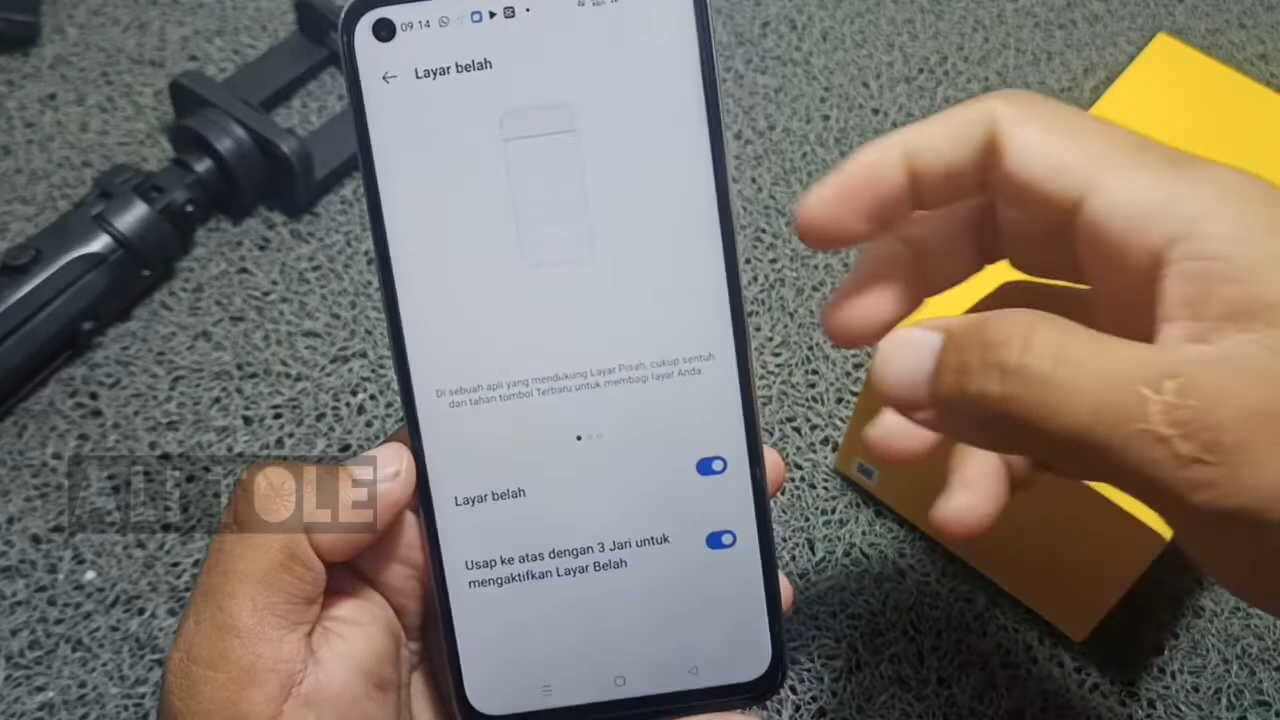 09.14
Layar belah
Di sebuah apli yang mendukung Layar Pisah, cukup sentuh
dan tahan tombol Terbaru untuk membagi layar Anda.
Layar belah
Usap ke atas dengan 3 Jari untuk
mengaktifkan Layar Belah
TOLE